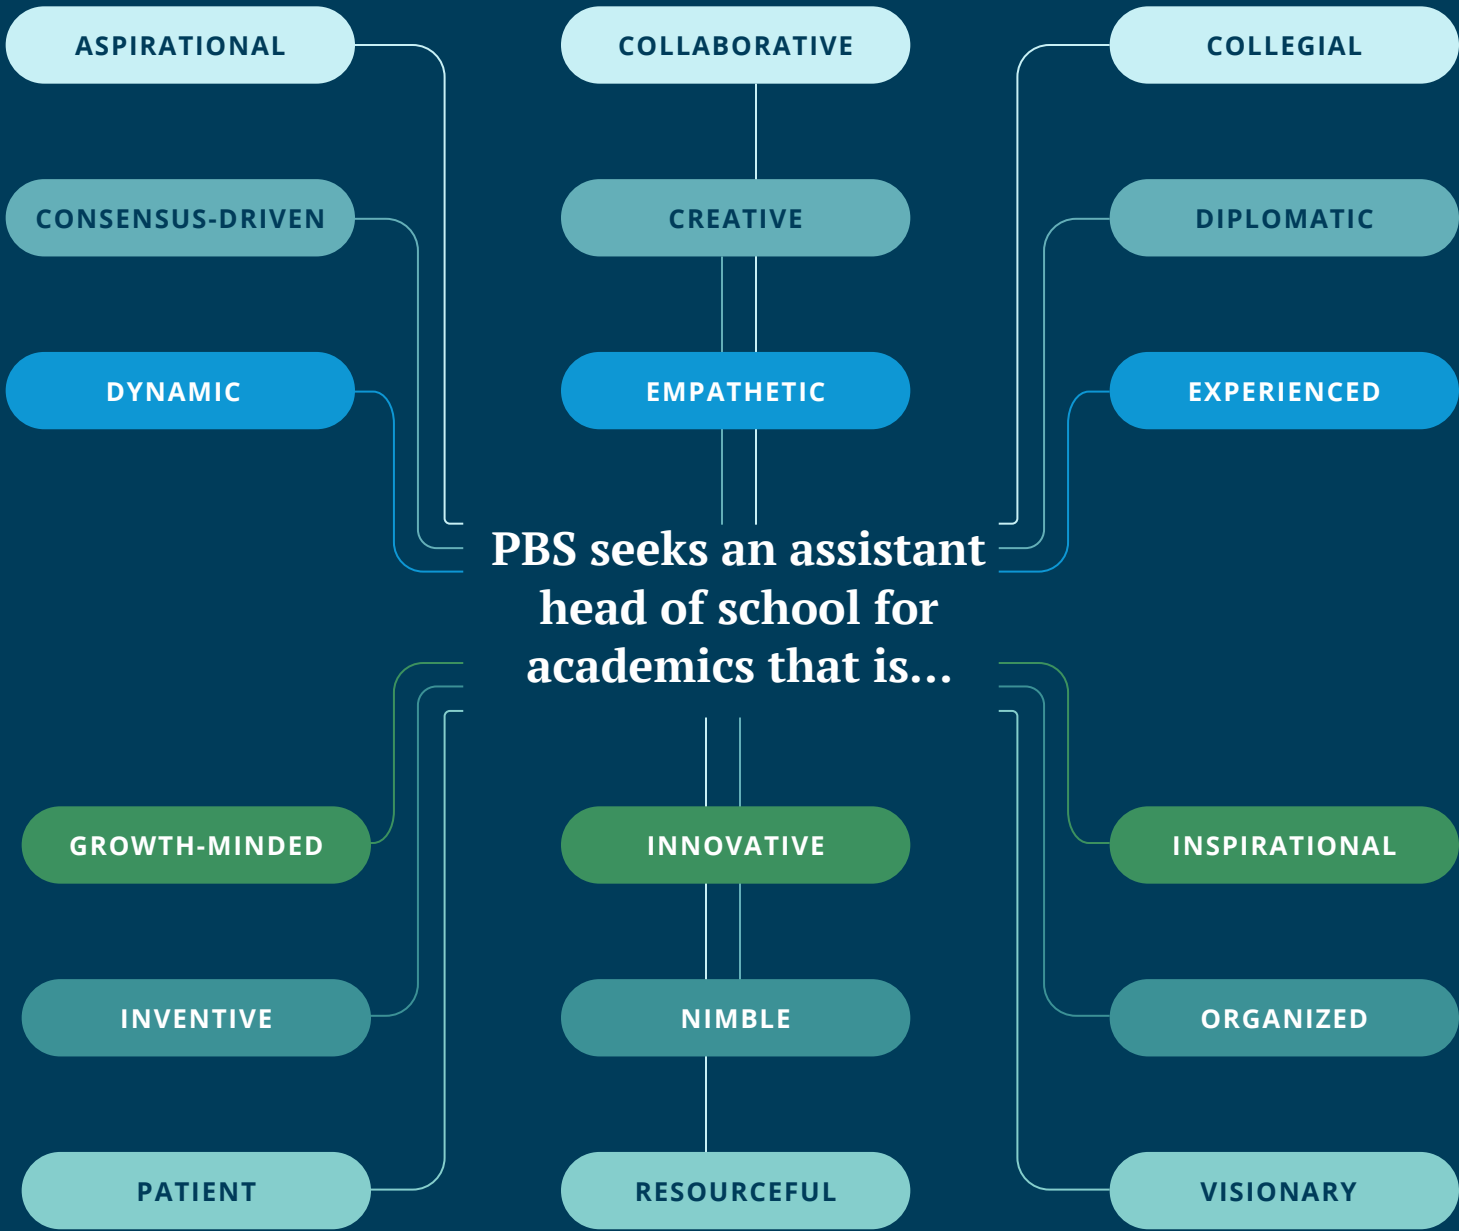 ASPIRATIONAL
COLLABORATIVE
COLLEGIAL
CONSENSUS-DRIVEN
CREATIVE
DIPLOMATIC
DYNAMIC
EMPATHETIC
EXPERIENCED
PBS seeks an assistant
head of school for
academics that is...
GROWTH-MINDED
INNOVATIVE
INSPIRATIONAL
INVENTIVE
NIMBLE
ORGANIZED
PATIENT
RESOURCEFUL
VISIONARY